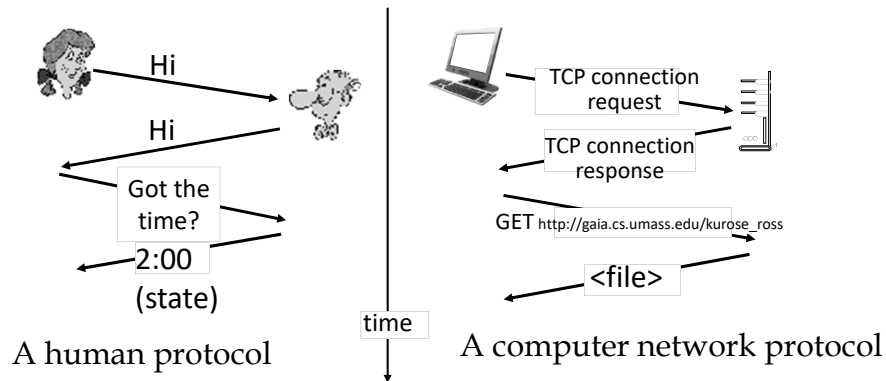 Hi
Hi
Got the
time?
2:00
(state)
A human protocol
time
TCP connection
request
TCP connection
response
GET http://gaia.cs.umass.edu/kurose_ross
<file>
A computer network protocol